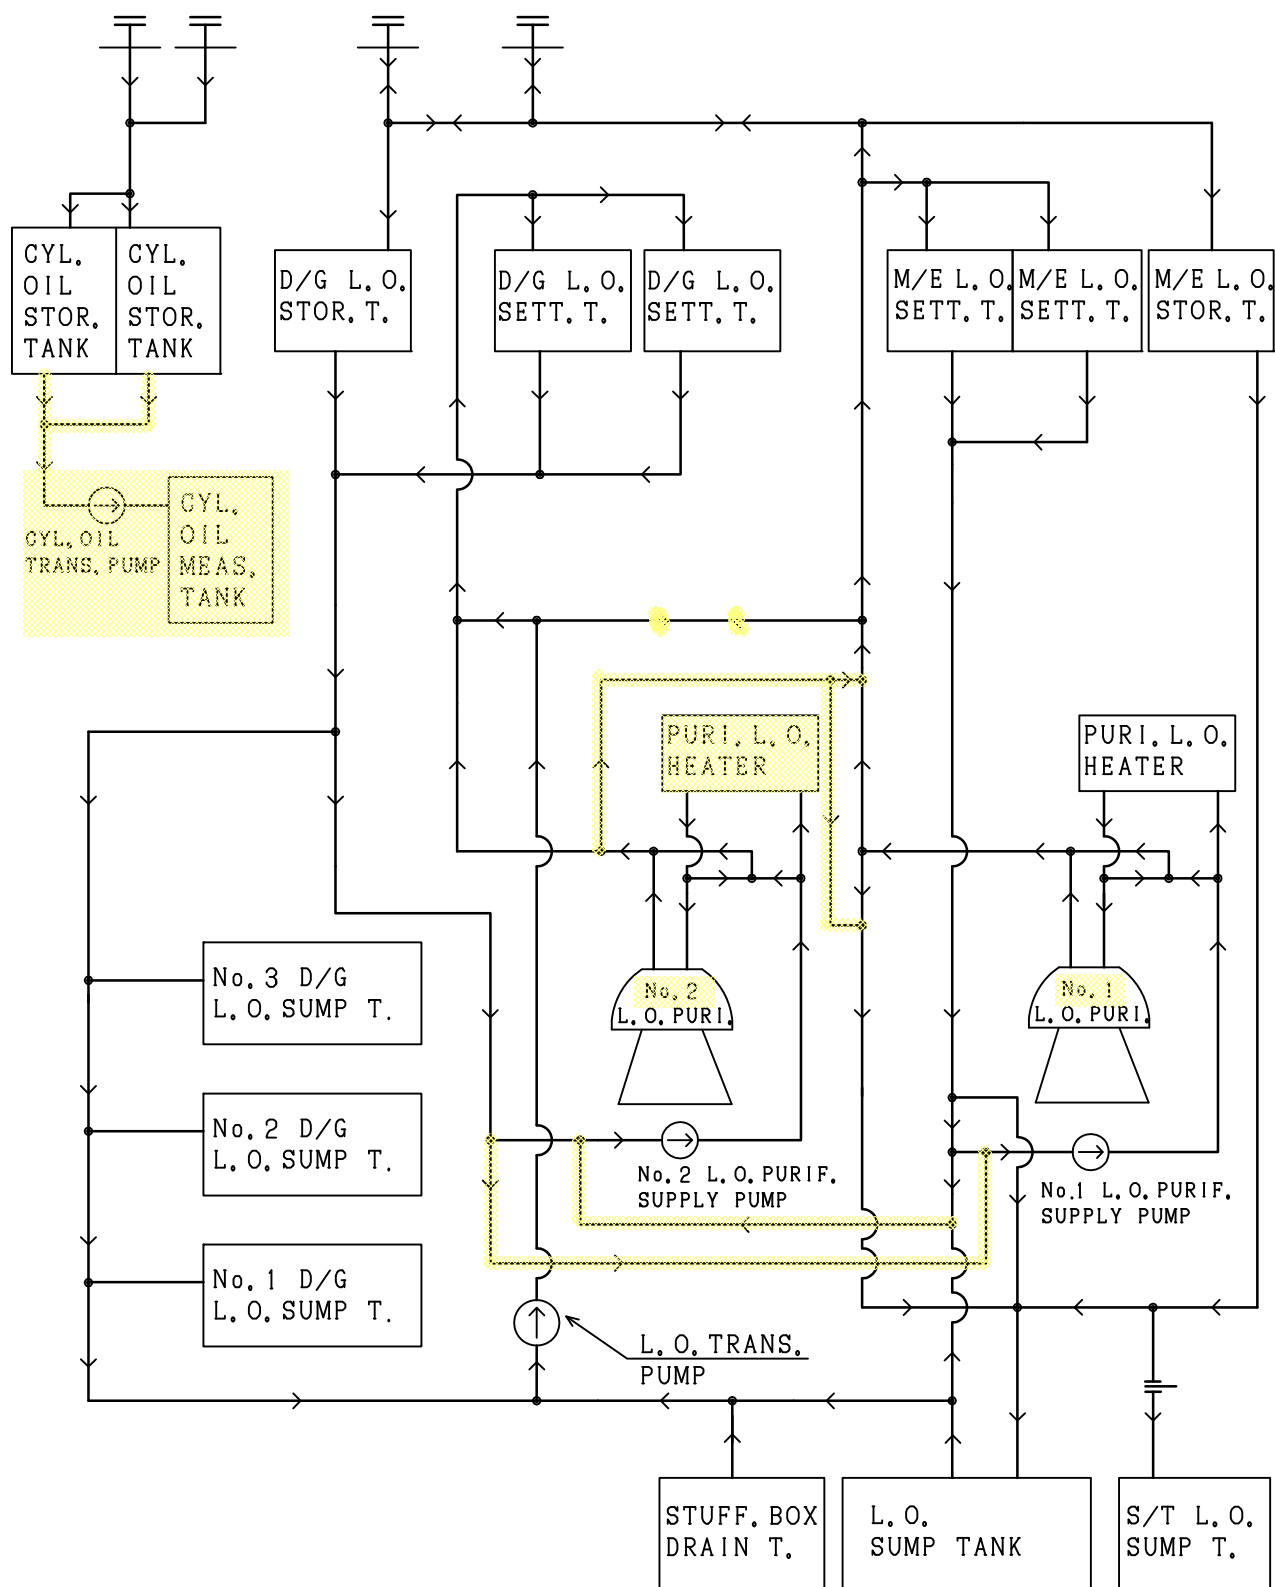 CYL.
OIL
STOR.
TANK
CYL.
OIL
STOR.
TANK
D/G L.O.
STOR.T.
D/G L.O.
SETT.T.
D/G L.O.
SETT.T.
M/E L.O.
SETT.T.
M/E L.O.
SETT.T.
M/E L.O.
STOR.T.
CYL.OIL
TRANS.PUMP
CYL.
OIL
MEAS.
TANK
PURI.L.O.
HEATER
PURI.L.O.
HEATER
No.3 D/G
L.O.SUMP T.
No.2
L.O.PURI.
No.1
L.O.PURI.
No.2 D/G
L.O.SUMP T.
No.2 L.O.PURIF.
SUPPLY PUMP
No.1 L.O.PURIF.
SUPPLY PUMP
No.1 D/G
L.O.SUMP T.
L.O.TRANS.
PUMP
STUFF.BOX
DRAIN T.
L.O.
SUMP TANK
S/T L.O.
SUMP T.